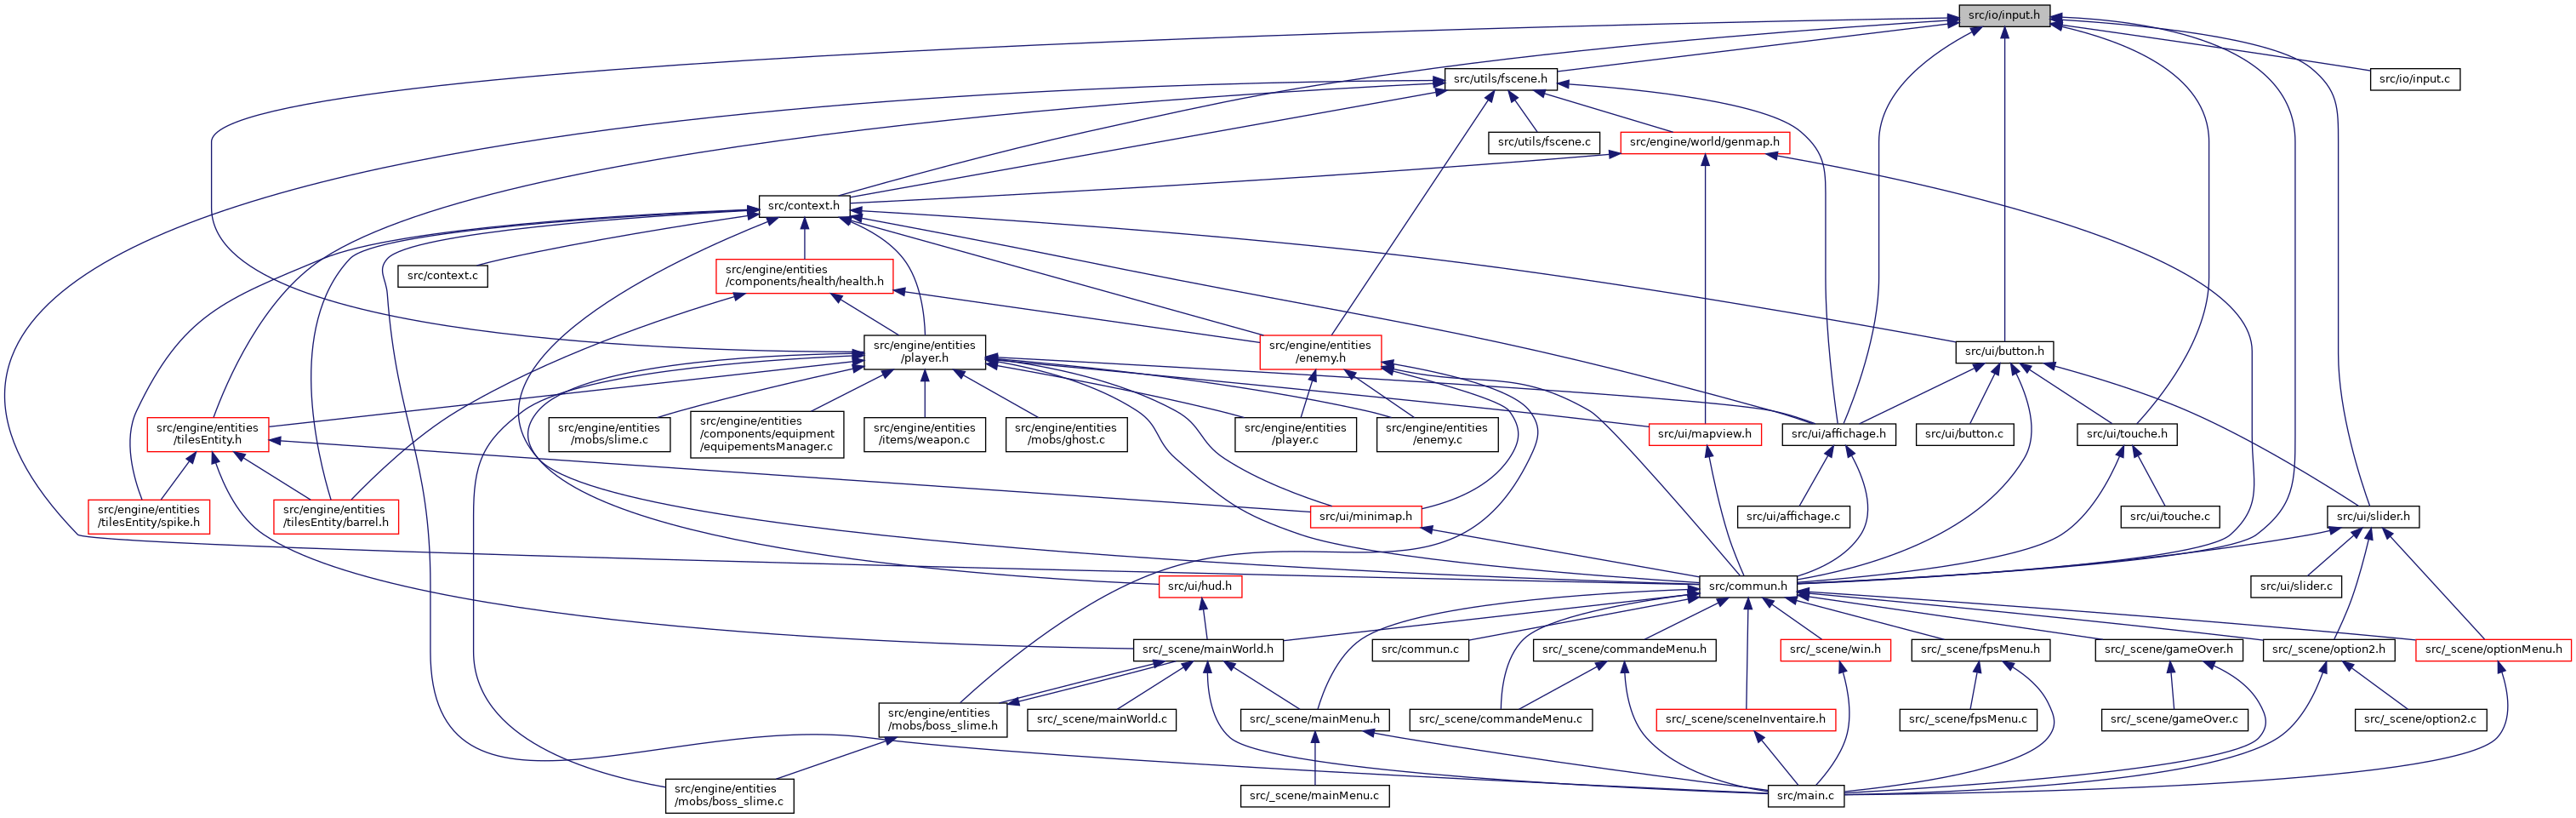 src/io/input.h
src/utils/fscene.h
src/io/input.c
src/utils/fscene.c
src/engine/world/genmap.h
src/context.h
src/context.c
src/engine/entities
/components/health/health.h
src/engine/entities
/player.h
src/engine/entities
/enemy.h
src/ui/button.h
src/engine/entities
/tilesEntity.h
src/engine/entities
/mobs/slime.c
src/engine/entities
/components/equipment
/equipementsManager.c
src/engine/entities
/items/weapon.c
src/engine/entities
/mobs/ghost.c
src/engine/entities
/player.c
src/engine/entities
/enemy.c
src/ui/mapview.h
src/ui/affichage.h
src/ui/button.c
src/ui/touche.h
src/engine/entities
/tilesEntity/spike.h
src/engine/entities
/tilesEntity/barrel.h
src/ui/minimap.h
src/ui/affichage.c
src/ui/touche.c
src/ui/slider.h
src/ui/hud.h
src/commun.h
src/ui/slider.c
src/_scene/mainWorld.h
src/commun.c
src/_scene/commandeMenu.h
src/_scene/win.h
src/_scene/fpsMenu.h
src/_scene/gameOver.h
src/_scene/option2.h
src/_scene/optionMenu.h
src/engine/entities
/mobs/boss_slime.h
src/_scene/mainWorld.c
src/_scene/mainMenu.h
src/_scene/commandeMenu.c
src/_scene/sceneInventaire.h
src/_scene/fpsMenu.c
src/_scene/gameOver.c
src/_scene/option2.c
src/engine/entities
/mobs/boss_slime.c
src/_scene/mainMenu.c
src/main.c